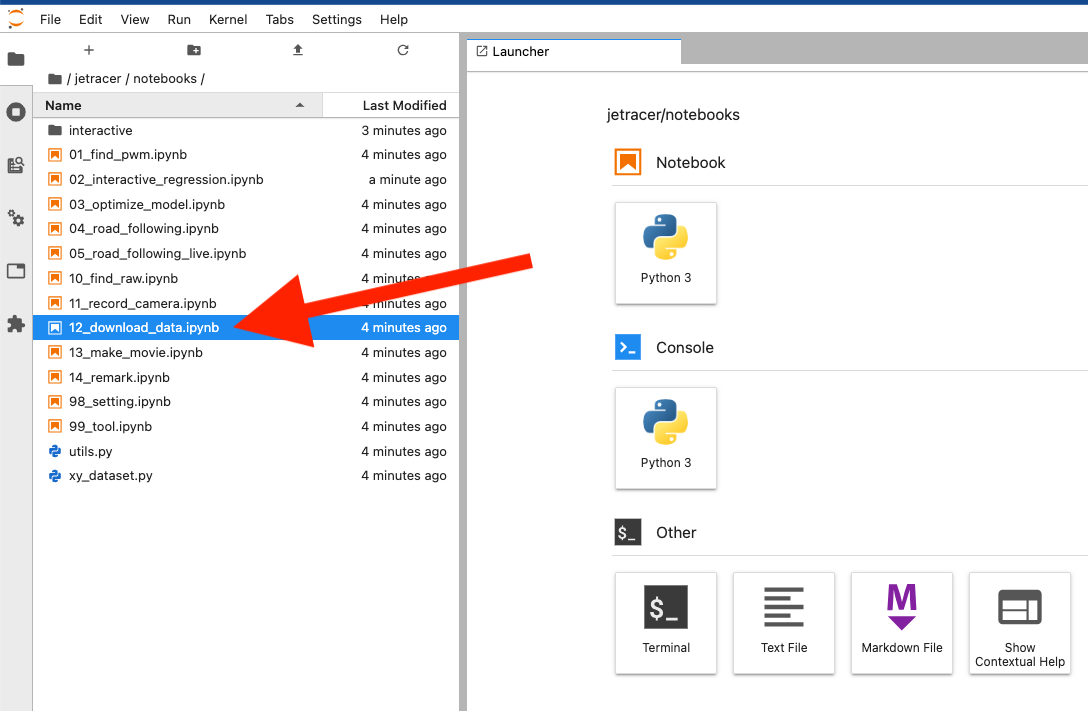 File Edit View Run Kernel Tabs Settings Help
/ jetracer / notebooks /
Name Last Modified
interactive 3 minutes ago
01_find_pwm.ipynb 4 minutes ago
02_interactive_regression.ipynb a minute ago
03_optimize_model.ipynb 4 minutes ago
04_road_following.ipynb 4 minutes ago
05_road_following_live.ipynb 4 minutes ago
10_find_raw.ipynb 4 minutes ago
11_record_camera.ipynb 4 minutes ago
12_download_data.ipynb 4 minutes ago
13_make_movie.ipynb 4 minutes ago
14_remark.ipynb 4 minutes ago
98_setting.ipynb 4 minutes ago
99_tool.ipynb 4 minutes ago
utils.py 4 minutes ago
xy_dataset.py 4 minutes ago
Launcher
jetracer/notebooks
Notebook
Python 3
Console
Python 3
$_ Other
$_
Terminal
Text File
M
Markdown File
Show
Contextual Help